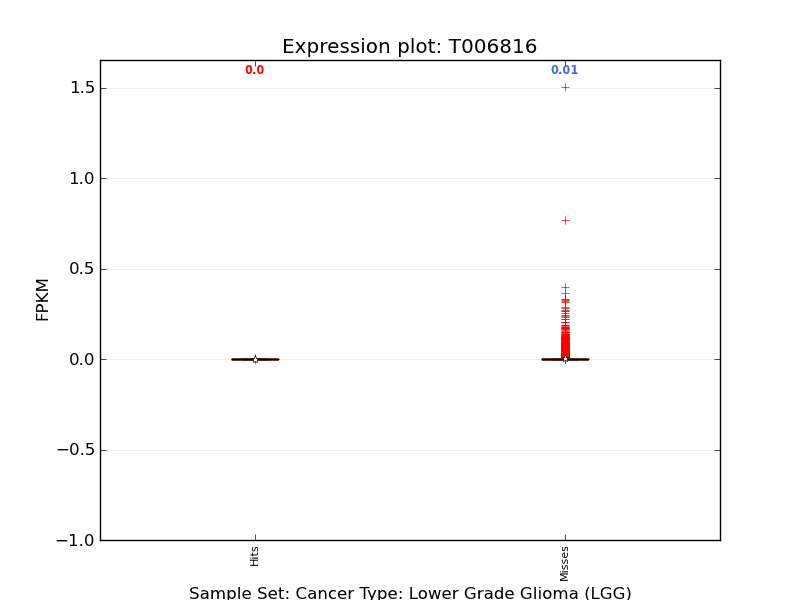 Expression plot: T006816
0.0 0.01
1.5
1.0
0.5
0.0
−0.5
−1.0
FPKM
Hits Misses
Sample Set: Cancer Type: Lower Grade Glioma (LGG)